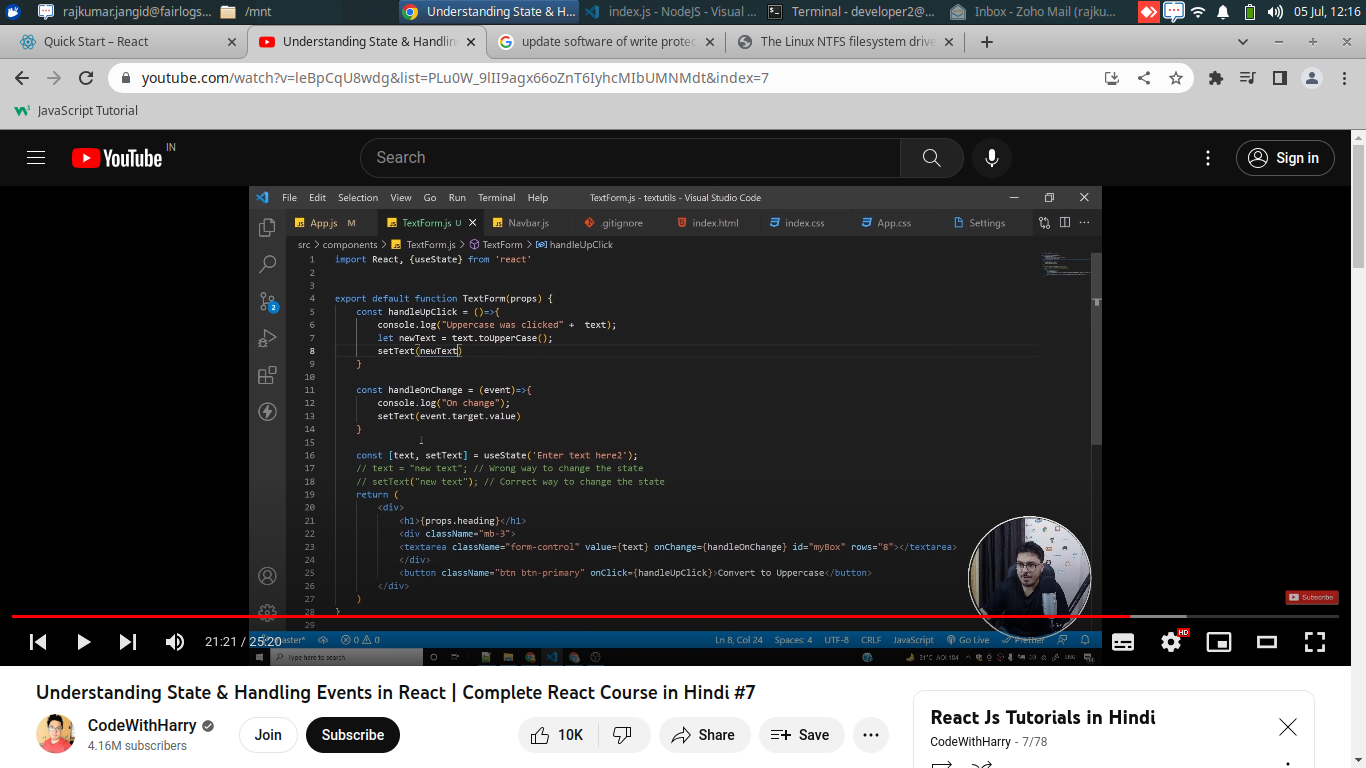 rajkumar.jangid@fairlogs...
/mnt
Understanding State & H...
index.js - NodeJS - Visual ...
Terminal - developer2@...
Inbox - Zoho Mail (rajku...
05 Jul, 12:16
Quick Start – React
Understanding State & Handlin
update software of write protec
The Linux NTFS filesystem drive
youtube.com/watch?v=leBpCqU8wdg&list=PLu0W_9lII9agx66oZnT6IyhcMIbUMNMdt&index=7
JavaScript Tutorial
YouTube IN
Search
Sign in
File Edit Selection View Go Run Terminal Help
TextForm.js - textutils - Visual Studio Code
App.js M
TextForm.js U
Navbar.js
.gitignore
index.html
index.css
App.css
Settings
src > components > TextForm.js > TextForm > handleUpClick
1 import React, {useState} from 'react'
2
3
4 export default function TextForm(props) {
5 const handleUpClick = ()=>{
6 console.log("Uppercase was clicked" + text);
7 let newText = text.toUpperCase();
8 setText(newText)
9 }
10
11 const handleOnChange = (event)=>{
12 console.log("On change");
13 setText(event.target.value)
14 }
15
16 const [text, setText] = useState('Enter text here2');
17 // text = "new text"; // Wrong way to change the state
18 // setText("new text"); // Correct way to change the state
19 return (
20 <div>
21 <h1>{props.heading}</h1>
22 <div className="mb-3">
23 <textarea className="form-control" value={text} onChange={handleOnChange} id="myBox" rows="8"></textarea>
24 </div>
25 <button className="btn btn-primary" onClick={handleUpClick}>Convert to Uppercase</button>
26 </div>
27 )
28 }
29
2
Subscribe
21:21 / 25:20
master*
0 0
Ln 8, Col 24 Spaces: 4 UTF-8 CRLF JavaScript Go Live Prettier
HD
Type here to search
31°C AQI 184
ENG
Understanding State & Handling Events in React | Complete React Course in Hindi #7
CodeWithHarry
4.16M subscribers
Join
Subscribe
10K
Share
Save
React Js Tutorials in Hindi
CodeWithHarry - 7/78